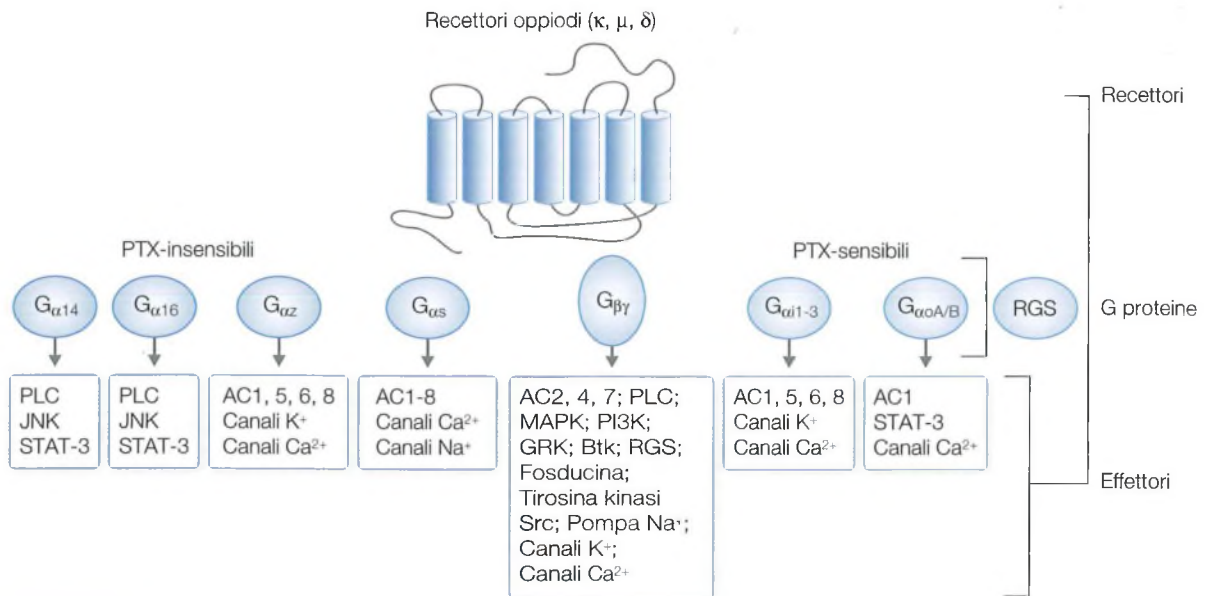 Recettori oppiodi (κ, μ, δ)
Recettori
PTX-insensibili
PTX-sensibili
Gα14
Gα16
Gαz
Gαs
Gβγ
Gαi1-3
GαoA/B
RGS
G proteine
PLC
JNK
STAT-3
PLC
JNK
STAT-3
AC1, 5, 6, 8
Canali K⁺
Canali Ca²⁺
AC1-8
Canali Ca²⁺
Canali Na⁺
AC2, 4, 7; PLC;
MAPK; PI3K;
GRK; Btk; RGS;
Fosducina;
Tirosina kinasi
Src; Pompa Na⁺;
Canali K⁺;
Canali Ca²⁺
AC1, 5, 6, 8
Canali K⁺
Canali Ca²⁺
AC1
STAT-3
Canali Ca²⁺
Effettori